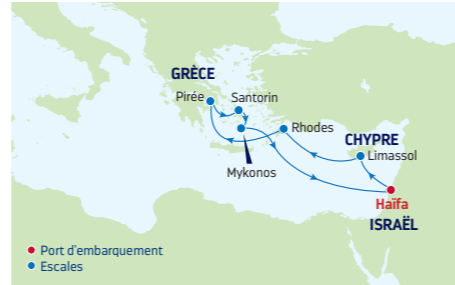 GRÈCE
Pirée
Santorin
Rhodes
CHYPRE
Limassol
Mykonos
Haïfa
ISRAËL
Port d'embarquement
Escales